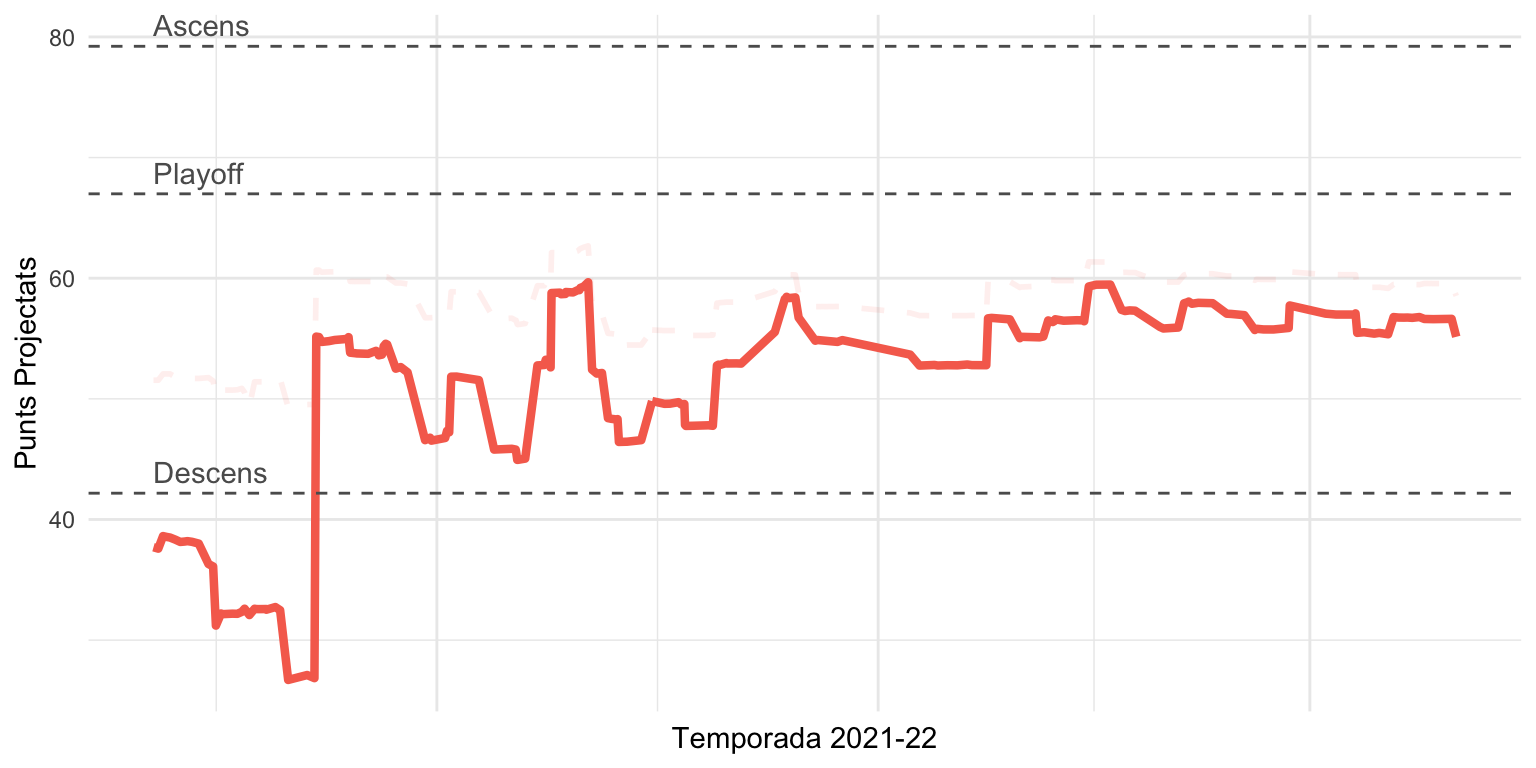 Ascens
80
Playoff
60
Punts Projectats
Descens
40
Temporada 2021-22